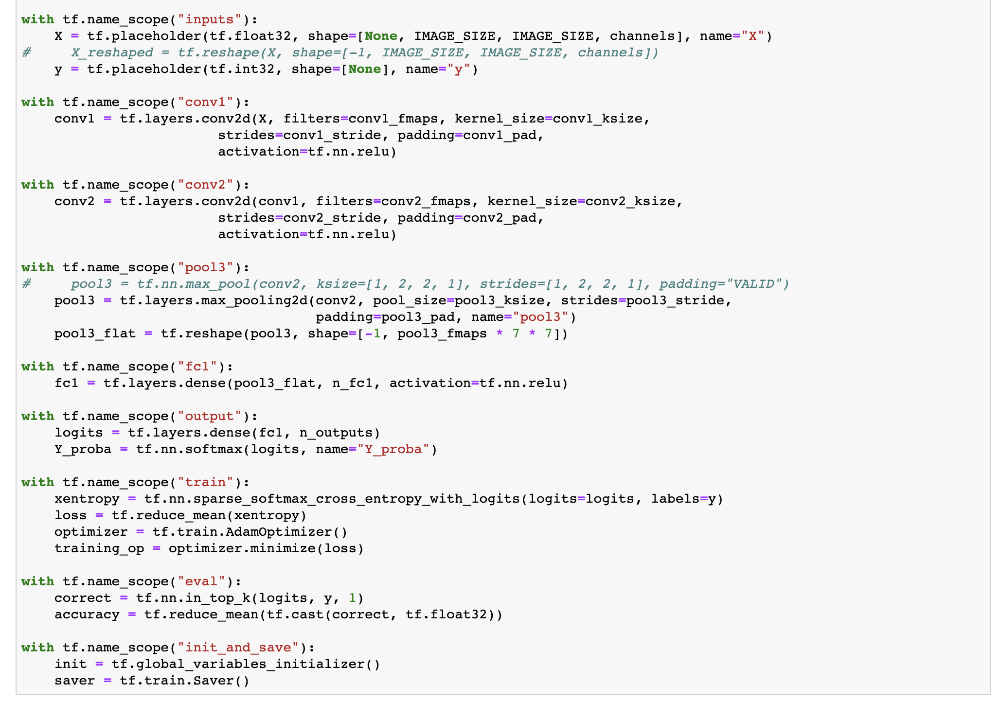 with tf.name_scope("inputs"):
    X = tf.placeholder(tf.float32, shape=[None, IMAGE_SIZE, IMAGE_SIZE, channels], name="X")
#     X_reshaped = tf.reshape(X, shape=[-1, IMAGE_SIZE, IMAGE_SIZE, channels])
    y = tf.placeholder(tf.int32, shape=[None], name="y")

with tf.name_scope("conv1"):
    conv1 = tf.layers.conv2d(X, filters=conv1_fmaps, kernel_size=conv1_ksize,
                        strides=conv1_stride, padding=conv1_pad,
                        activation=tf.nn.relu)

with tf.name_scope("conv2"):
    conv2 = tf.layers.conv2d(conv1, filters=conv2_fmaps, kernel_size=conv2_ksize,
                        strides=conv2_stride, padding=conv2_pad,
                        activation=tf.nn.relu)

with tf.name_scope("pool3"):
#     pool3 = tf.nn.max_pool(conv2, ksize=[1, 2, 2, 1], strides=[1, 2, 2, 1], padding="VALID")
    pool3 = tf.layers.max_pooling2d(conv2, pool_size=pool3_ksize, strides=pool3_stride,
                                    padding=pool3_pad, name="pool3")
    pool3_flat = tf.reshape(pool3, shape=[-1, pool3_fmaps * 7 * 7])

with tf.name_scope("fc1"):
    fc1 = tf.layers.dense(pool3_flat, n_fc1, activation=tf.nn.relu)

with tf.name_scope("output"):
    logits = tf.layers.dense(fc1, n_outputs)
    Y_proba = tf.nn.softmax(logits, name="Y_proba")

with tf.name_scope("train"):
    xentropy = tf.nn.sparse_softmax_cross_entropy_with_logits(logits=logits, labels=y)
    loss = tf.reduce_mean(xentropy)
    optimizer = tf.train.AdamOptimizer()
    training_op = optimizer.minimize(loss)

with tf.name_scope("eval"):
    correct = tf.nn.in_top_k(logits, y, 1)
    accuracy = tf.reduce_mean(tf.cast(correct, tf.float32))

with tf.name_scope("init_and_save"):
    init = tf.global_variables_initializer()
    saver = tf.train.Saver()